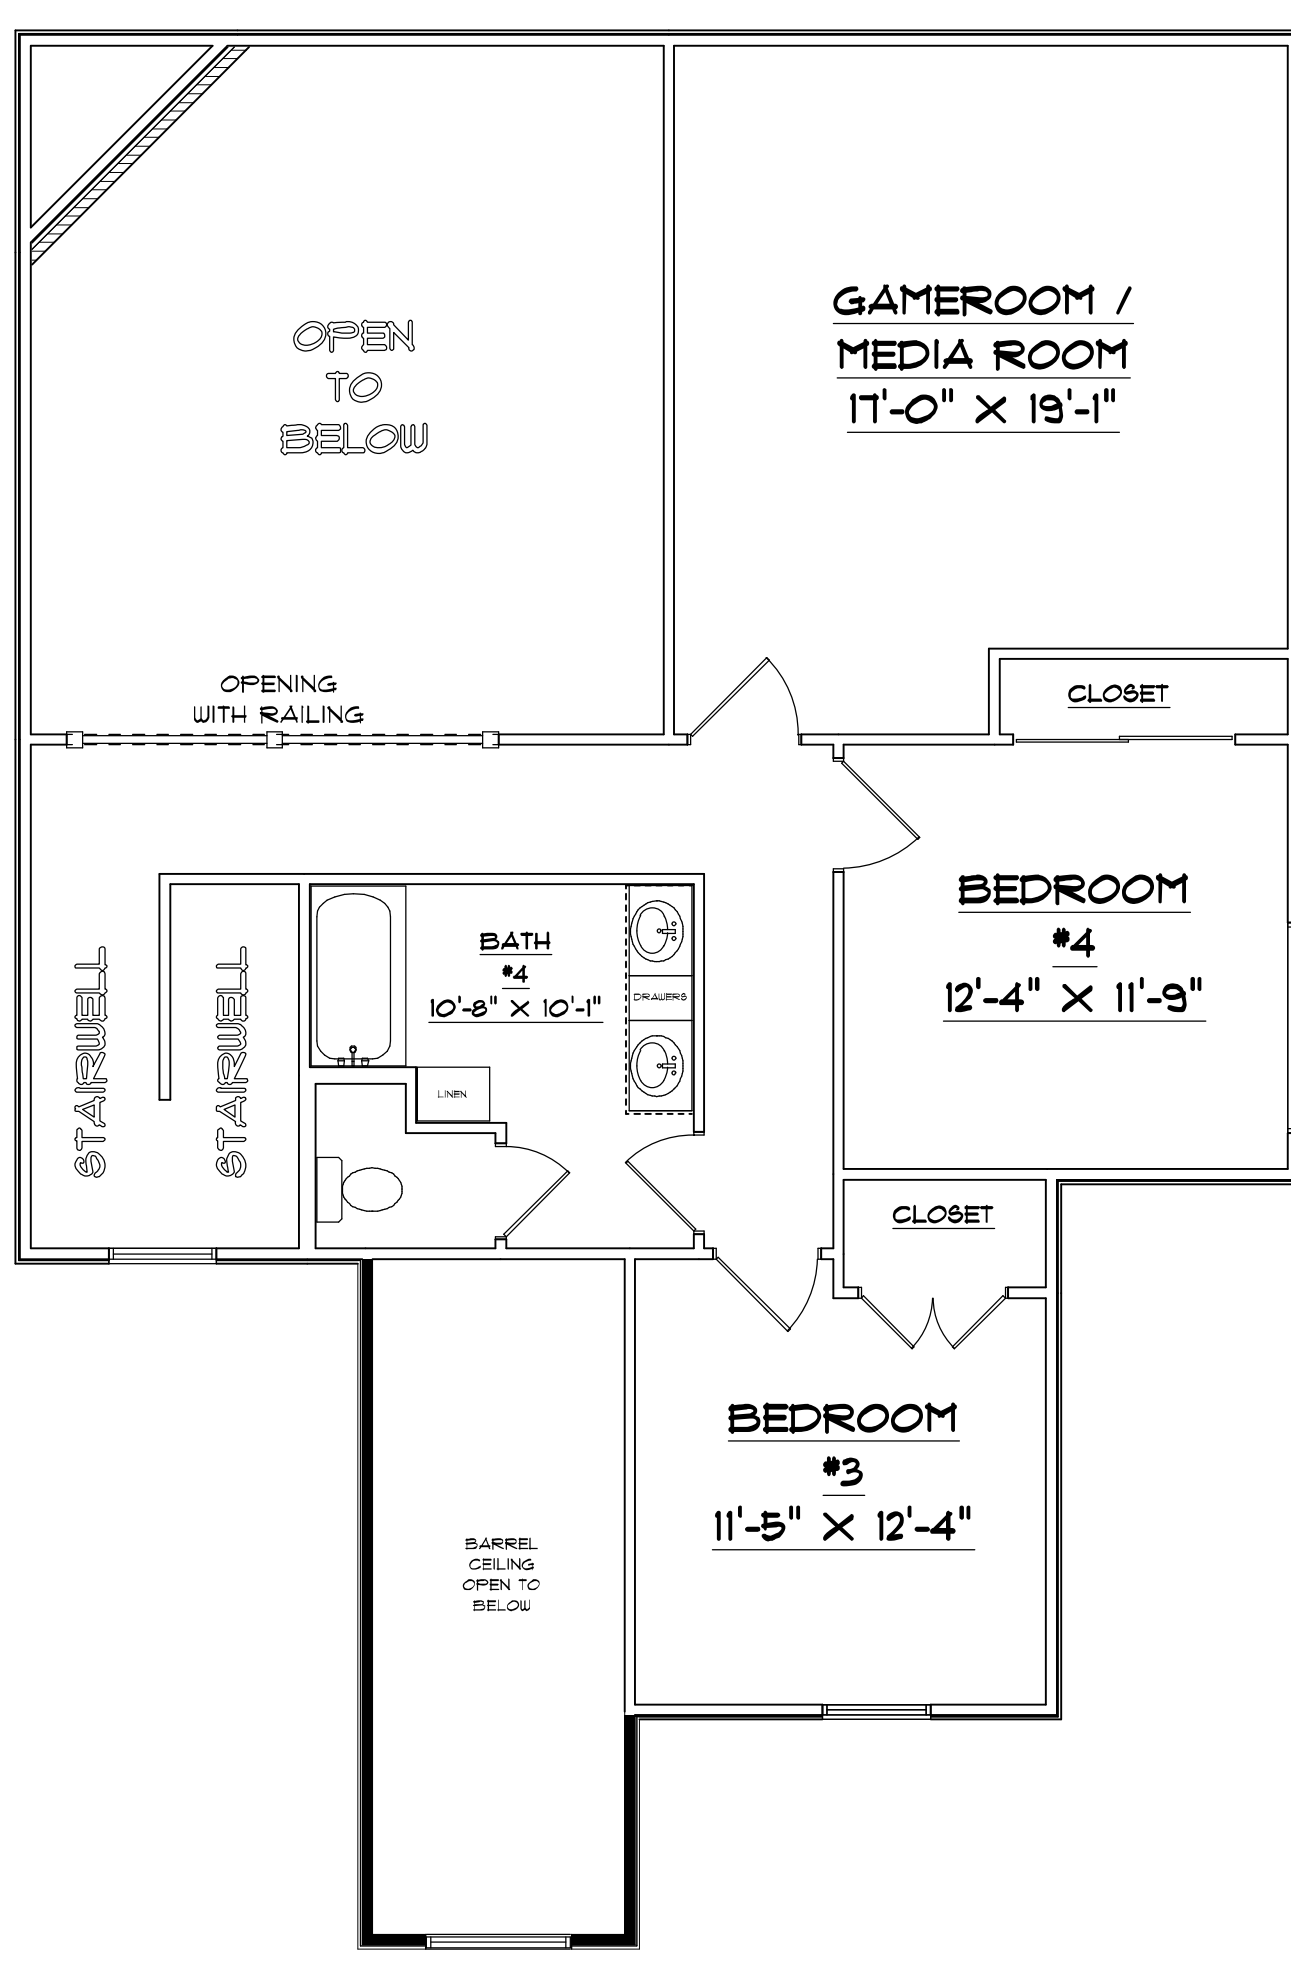 GAMEROOM /
MEDIA ROOM
17'-0" X 19'-1"
OPEN
TO
BELOW
OPENING
WITH RAILING
CLOSET
BEDROOM
#4
12'-4" X 11'-9"
BATH
#4
10'-8" X 10'-1"
DRAWERS
LINEN
STAIRWELL
STAIRWELL
CLOSET
BEDROOM
#3
11'-5" X 12'-4"
BARREL
CEILING
OPEN TO
BELOW